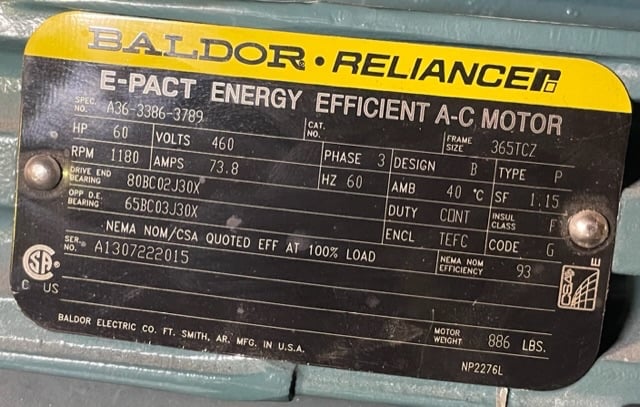 BALDOR • RELIANCE
E-PACT ENERGY EFFICIENT A-C MOTOR
SPEC. NO. A36-3386-3789 CAT. NO. FRAME SIZE 365TCZ
HP 60 VOLTS 460 PHASE 3 DESIGN B TYPE P
RPM 1180 AMPS 73.8 HZ 60 AMB 40 °C SF 1.15
DRIVE END BEARING 80BC02J30X DUTY CONT INSUL CLASS F
OPP D.E. BEARING 65BC03J30X ENCL TEFC CODE G
NEMA NOM/CSA QUOTED EFF AT 100% LOAD NEMA NOM EFFICIENCY 93
SER. NO. A1307222015
CSA E
SA
C US
BALDOR ELECTRIC CO. FT. SMITH, AR. MFG. IN U.S.A. MOTOR WEIGHT 886 LBS.
NP2276L